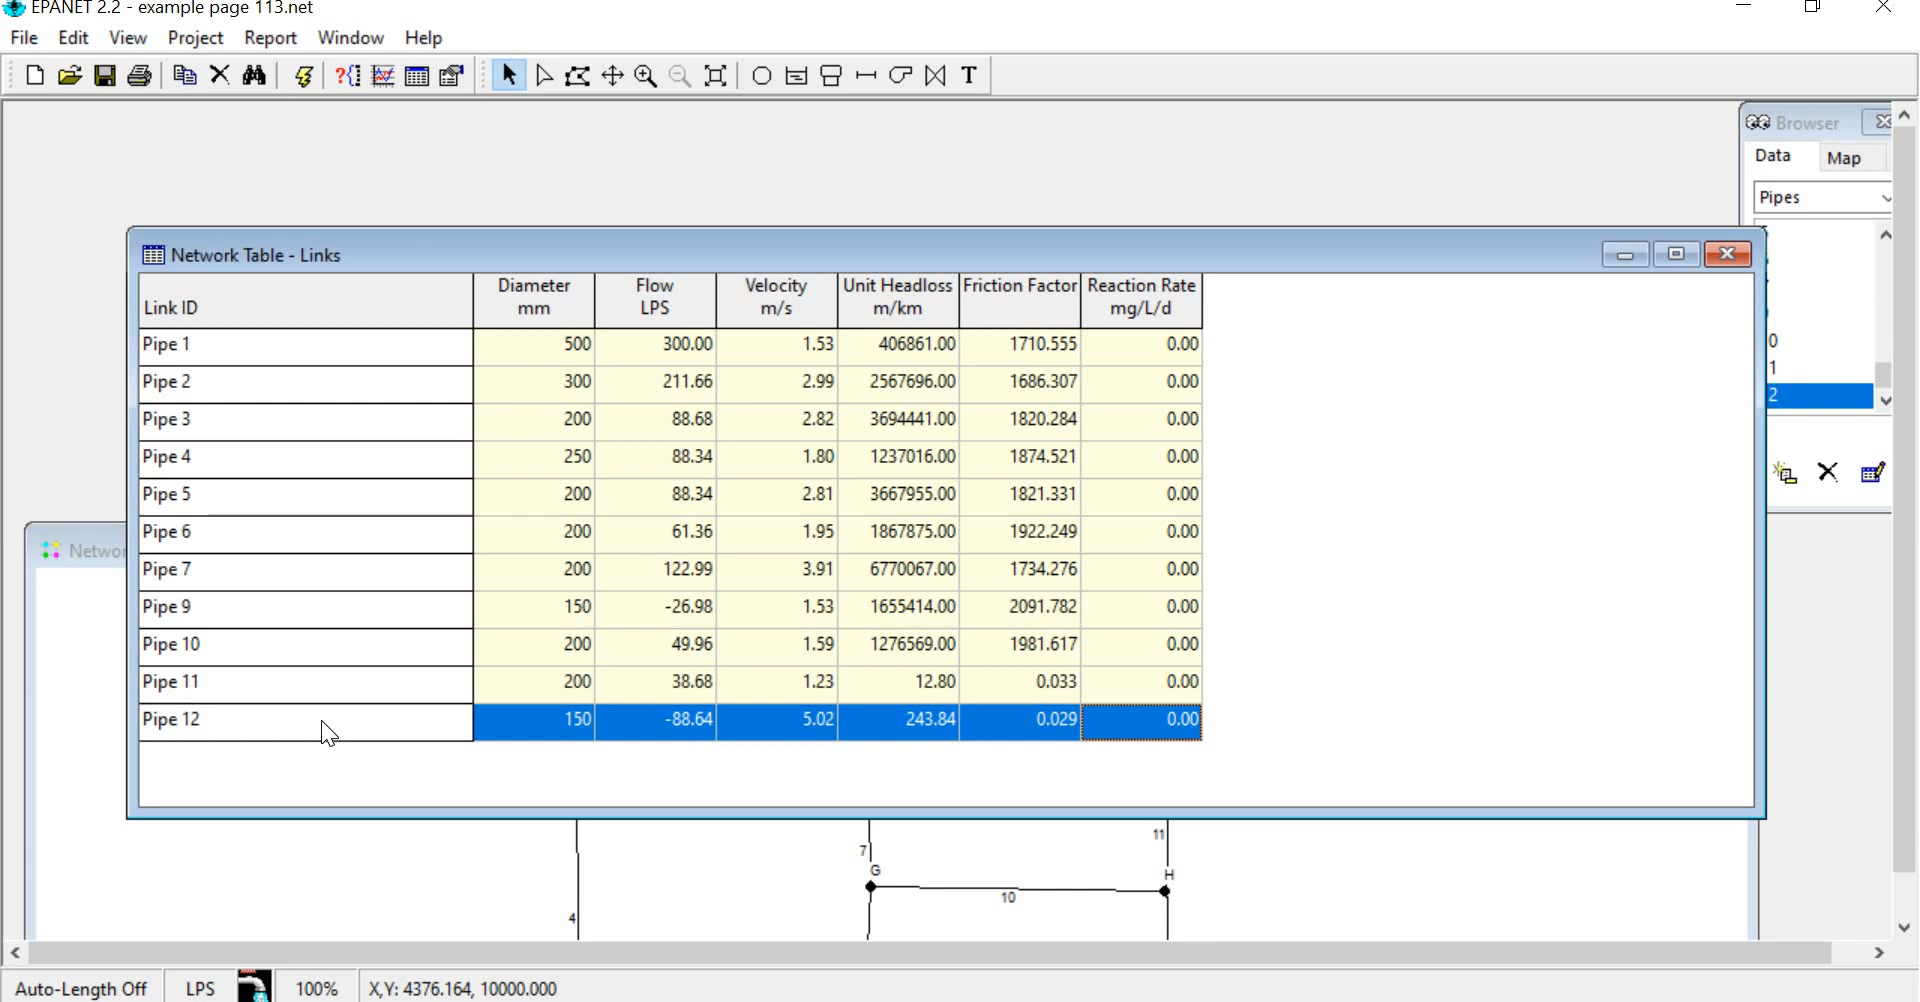 EPANET 2.2 - example page 113.net
File Edit View Project Report Window Help
T
Browser
Data Map
Pipes
0
1
2
Network Table - Links
Link ID Diameter mm Flow LPS Velocity m/s Unit Headloss m/km Friction Factor Reaction Rate mg/L/d
Pipe 1 500 300.00 1.53 406861.00 1710.555 0.00
Pipe 2 300 211.66 2.99 2567696.00 1686.307 0.00
Pipe 3 200 88.68 2.82 3694441.00 1820.284 0.00
Pipe 4 250 88.34 1.80 1237016.00 1874.521 0.00
Pipe 5 200 88.34 2.81 3667955.00 1821.331 0.00
Pipe 6 200 61.36 1.95 1867875.00 1922.249 0.00
Pipe 7 200 122.99 3.91 6770067.00 1734.276 0.00
Pipe 9 150 -26.98 1.53 1655414.00 2091.782 0.00
Pipe 10 200 49.96 1.59 1276569.00 1981.617 0.00
Pipe 11 200 38.68 1.23 12.80 0.033 0.00
Pipe 12 150 -88.64 5.02 243.84 0.029 0.00
Networ
11
7
G
H
10
4
Auto-Length Off LPS 100% X,Y: 4376.164, 10000.000